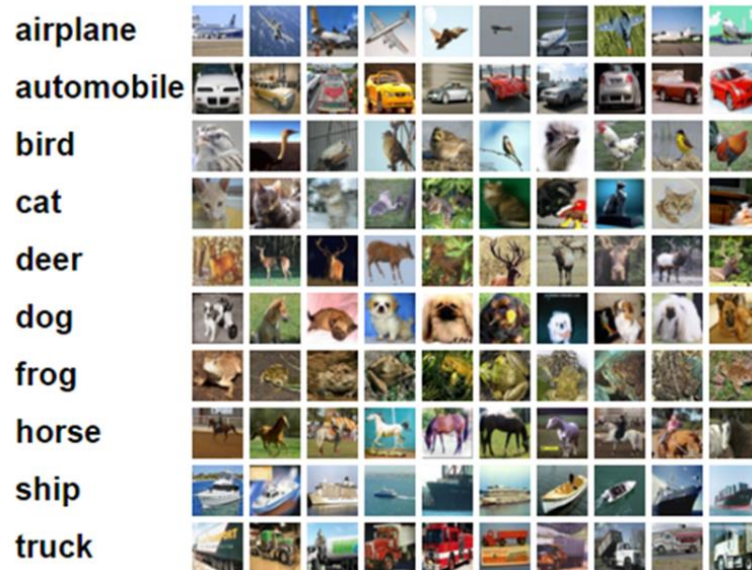 airplane
automobile
bird
cat
deer
dog
frog
horse
ship
truck